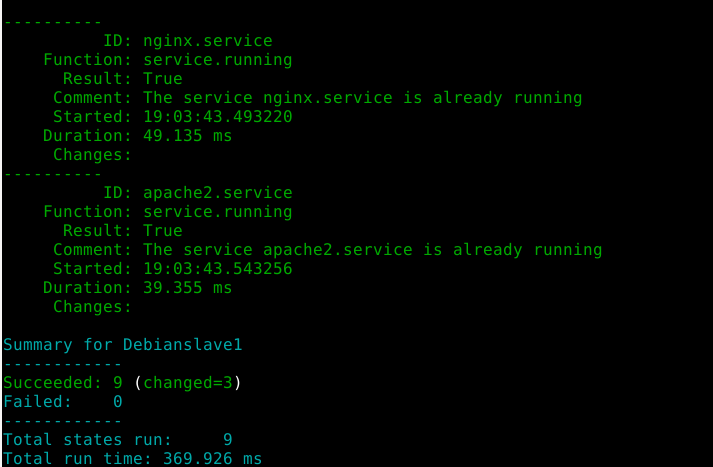 ----------
          ID: nginx.service
    Function: service.running
      Result: True
     Comment: The service nginx.service is already running
     Started: 19:03:43.493220
    Duration: 49.135 ms
     Changes:
----------
          ID: apache2.service
    Function: service.running
      Result: True
     Comment: The service apache2.service is already running
     Started: 19:03:43.543256
    Duration: 39.355 ms
     Changes:

Summary for Debianslave1
------------
Succeeded: 9 (changed=3)
Failed:    0
------------
Total states run:     9
Total run time: 369.926 ms